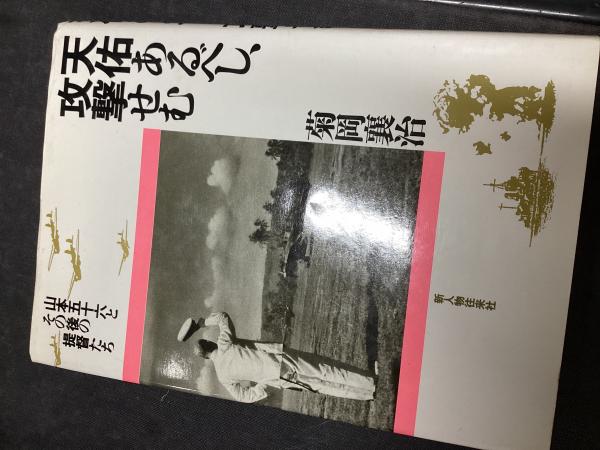 天佑あるべし、
攻撃せむ
菊岡襄治
山本五十六と
その後の
提督たち
新人物往来社